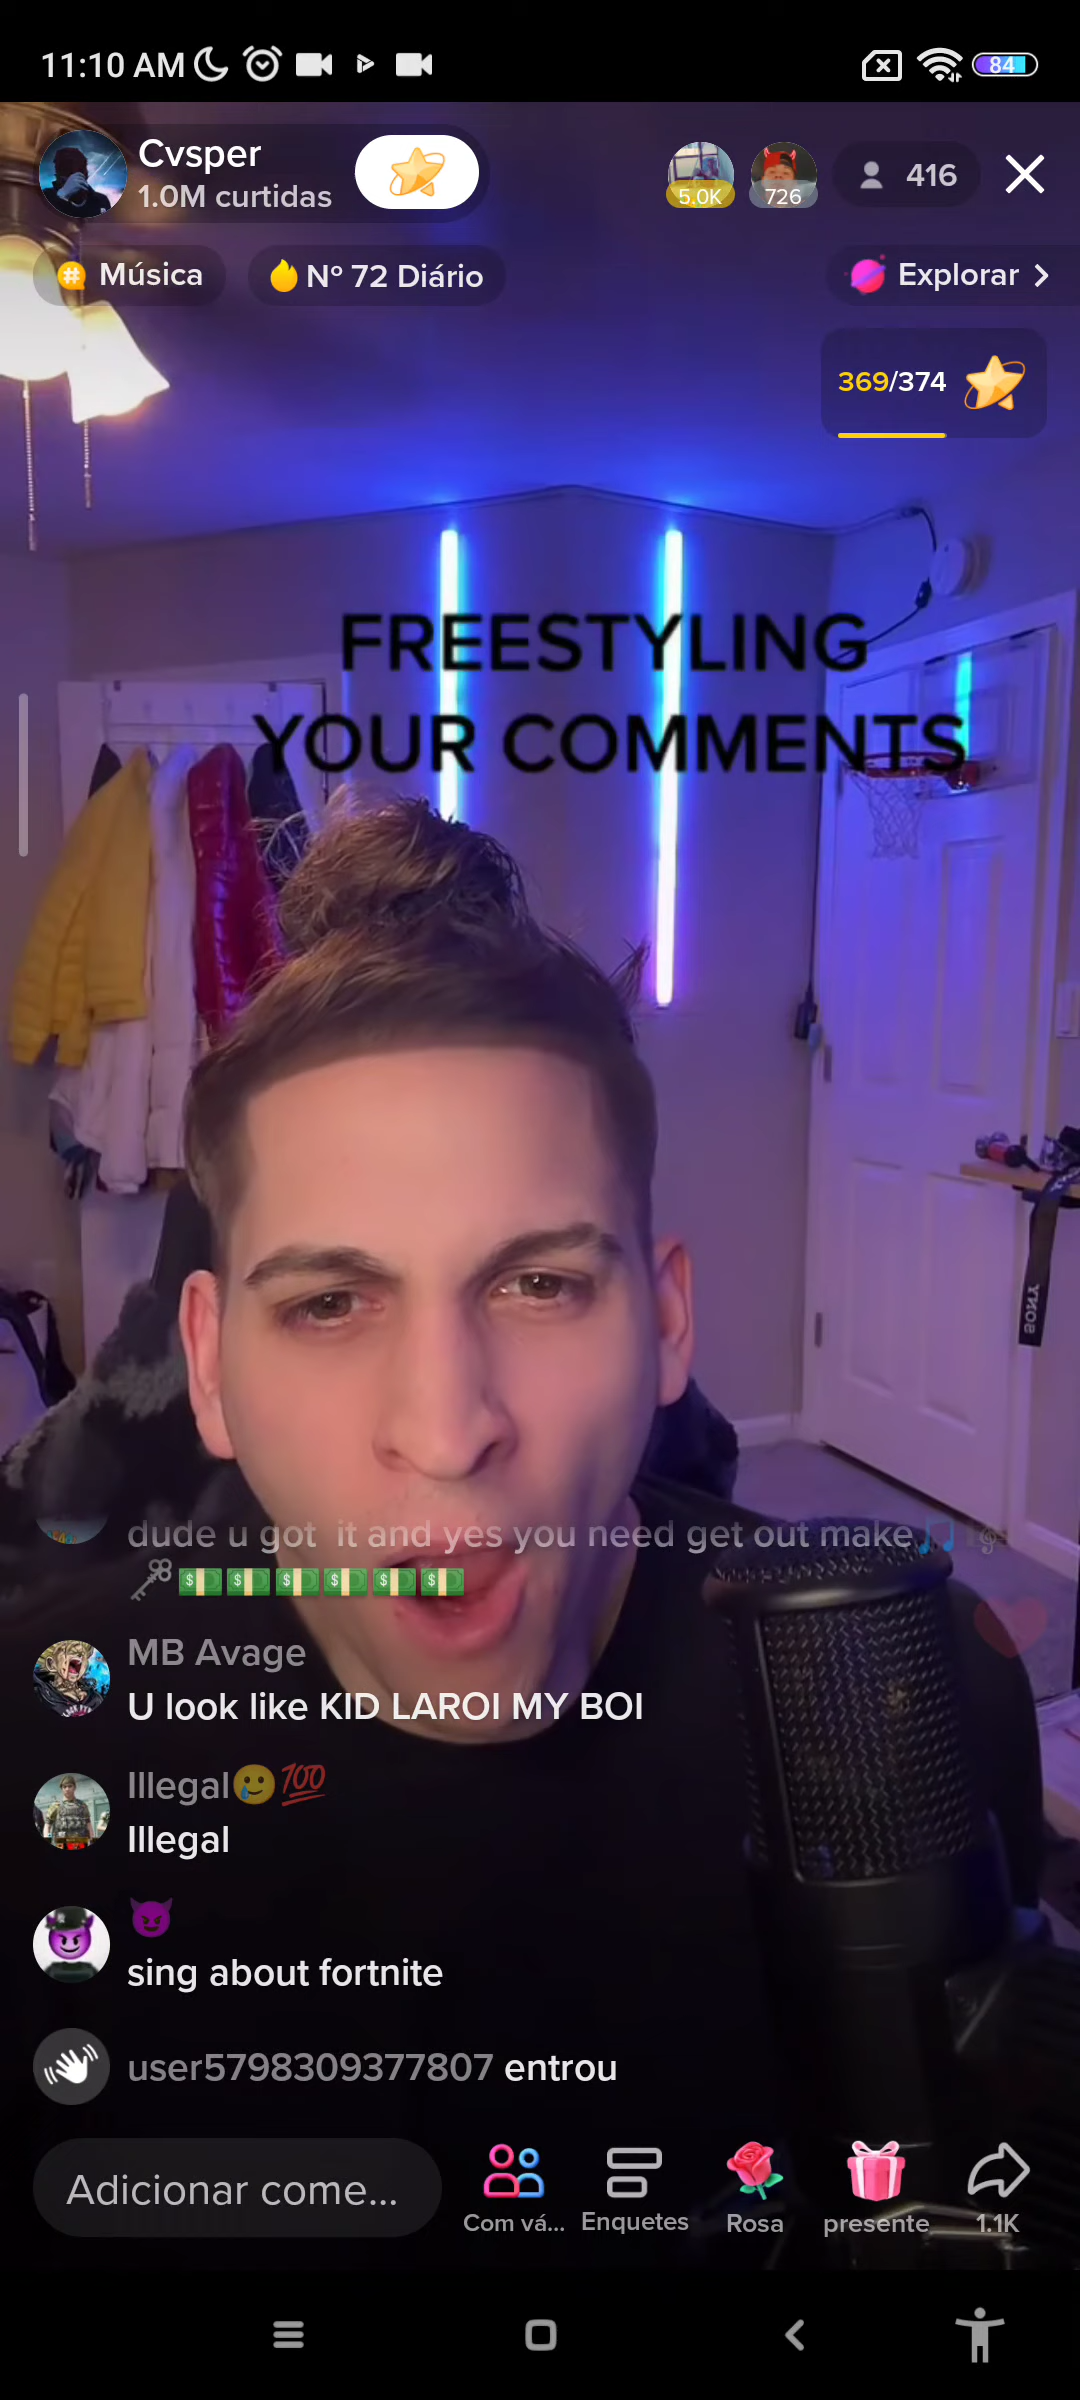 11:10 AM
84
Cvsper
1.0M curtidas
5.0K
726
416
Música
Nº 72 Diário
Explorar
369/374
FREESTYLING
YOUR COMMENTS
SONY
dude u got it and yes you need get out make🎵🎼
🗝💵💵💵💵💵💵
MB Avage
U look like KID LAROI MY BOI
Illegal🥲💯
Illegal
😈
sing about fortnite
user5798309377807 entrou
Adicionar come...
Com vá...
Enquetes
Rosa
presente
1.1K